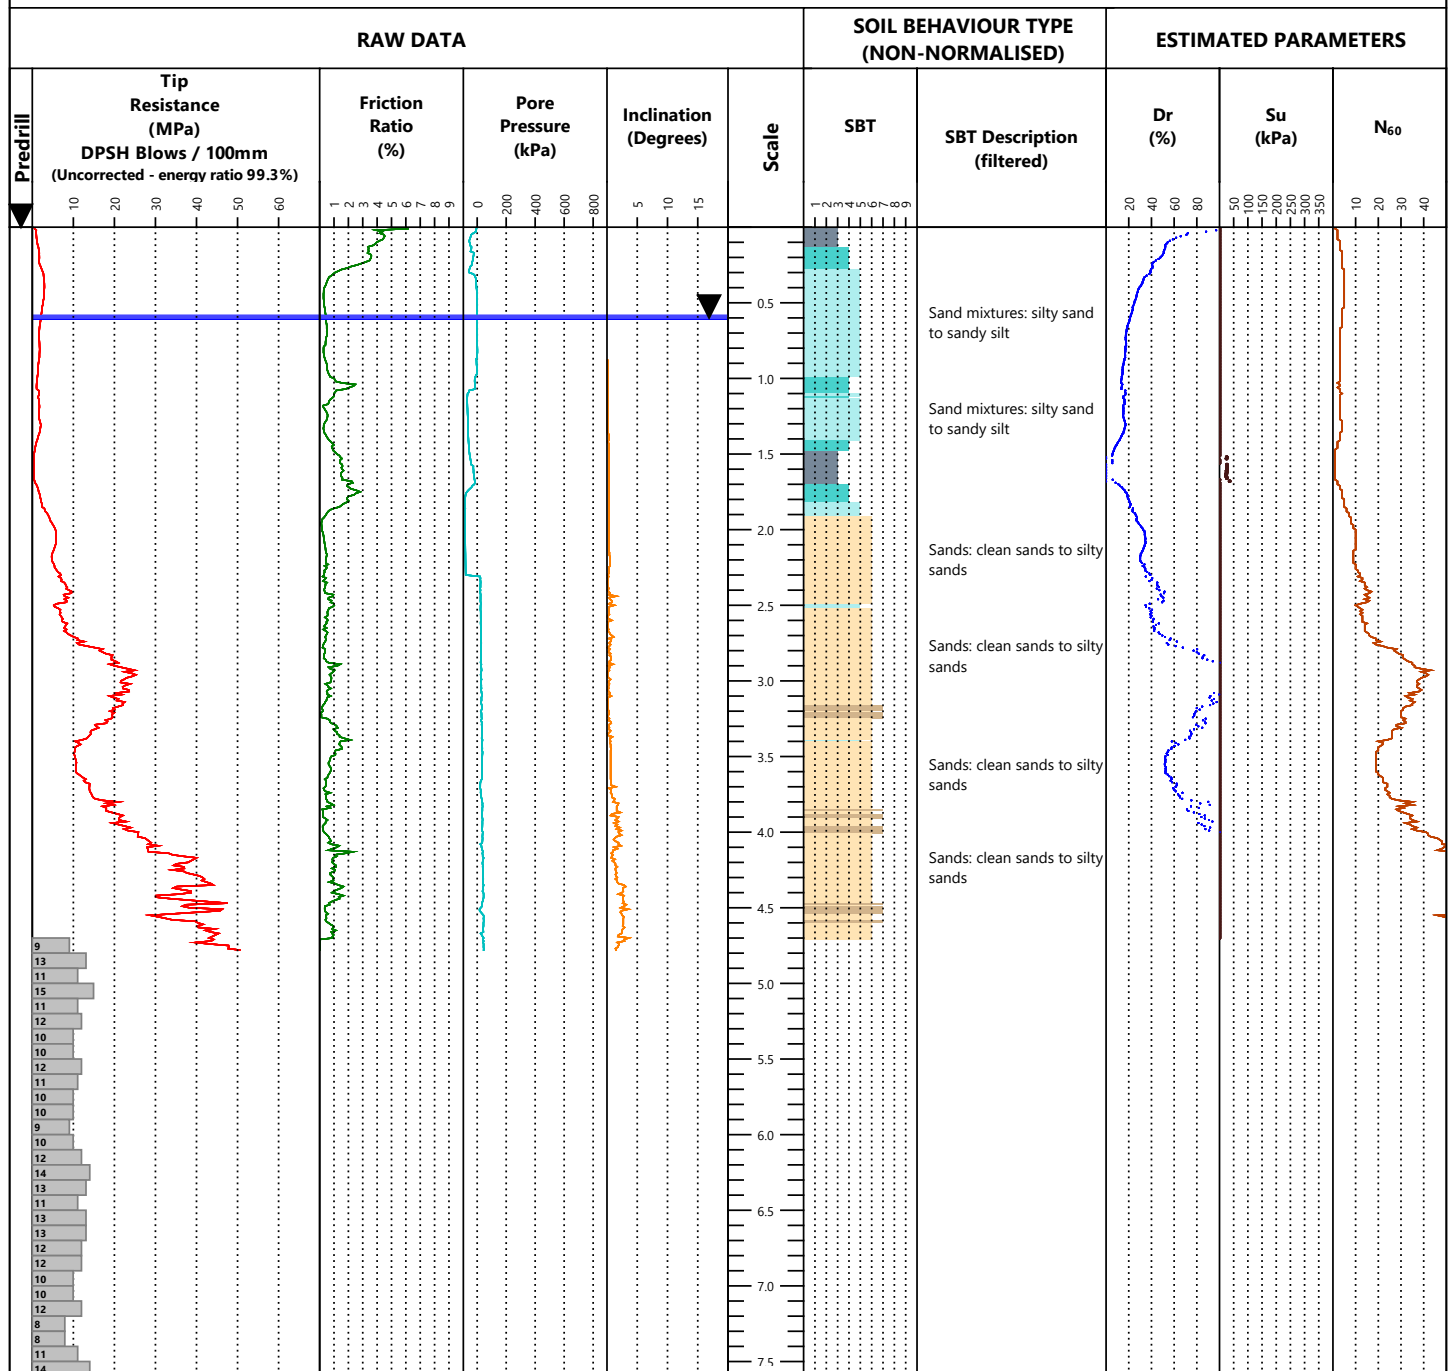 RAW DATA
SOIL BEHAVIOUR TYPE
(NON-NORMALISED)
ESTIMATED PARAMETERS
Predrill
Tip
Resistance
(MPa)
DPSH Blows / 100mm
(Uncorrected - energy ratio 99.3%)
Friction
Ratio
(%)
Pore
Pressure
(kPa)
Inclination
(Degrees)
Scale
SBT
SBT Description
(filtered)
Dr
(%)
Su
(kPa)
N60
10 20 30 40 50 60
1 2 3 4 5 6 7 8 9
0 200 400 600 800
5 10 15
1 2 3 4 5 6 7 8 9
20 40 60 80
50 100 150 200 250 300 350
10 20 30 40
0.5
Sand mixtures: silty sand
to sandy silt
1.0
Sand mixtures: silty sand
to sandy silt
1.5
2.0
Sands: clean sands to silty
sands
2.5
Sands: clean sands to silty
sands
3.0
3.5
Sands: clean sands to silty
sands
4.0
Sands: clean sands to silty
sands
4.5
9
13
11
5.0
15
11
12
10
10
5.5
12
11
10
10
9
6.0
10
12
14
13
11
6.5
13
13
12
12
10
7.0
10
12
8
8
11
7.5
14